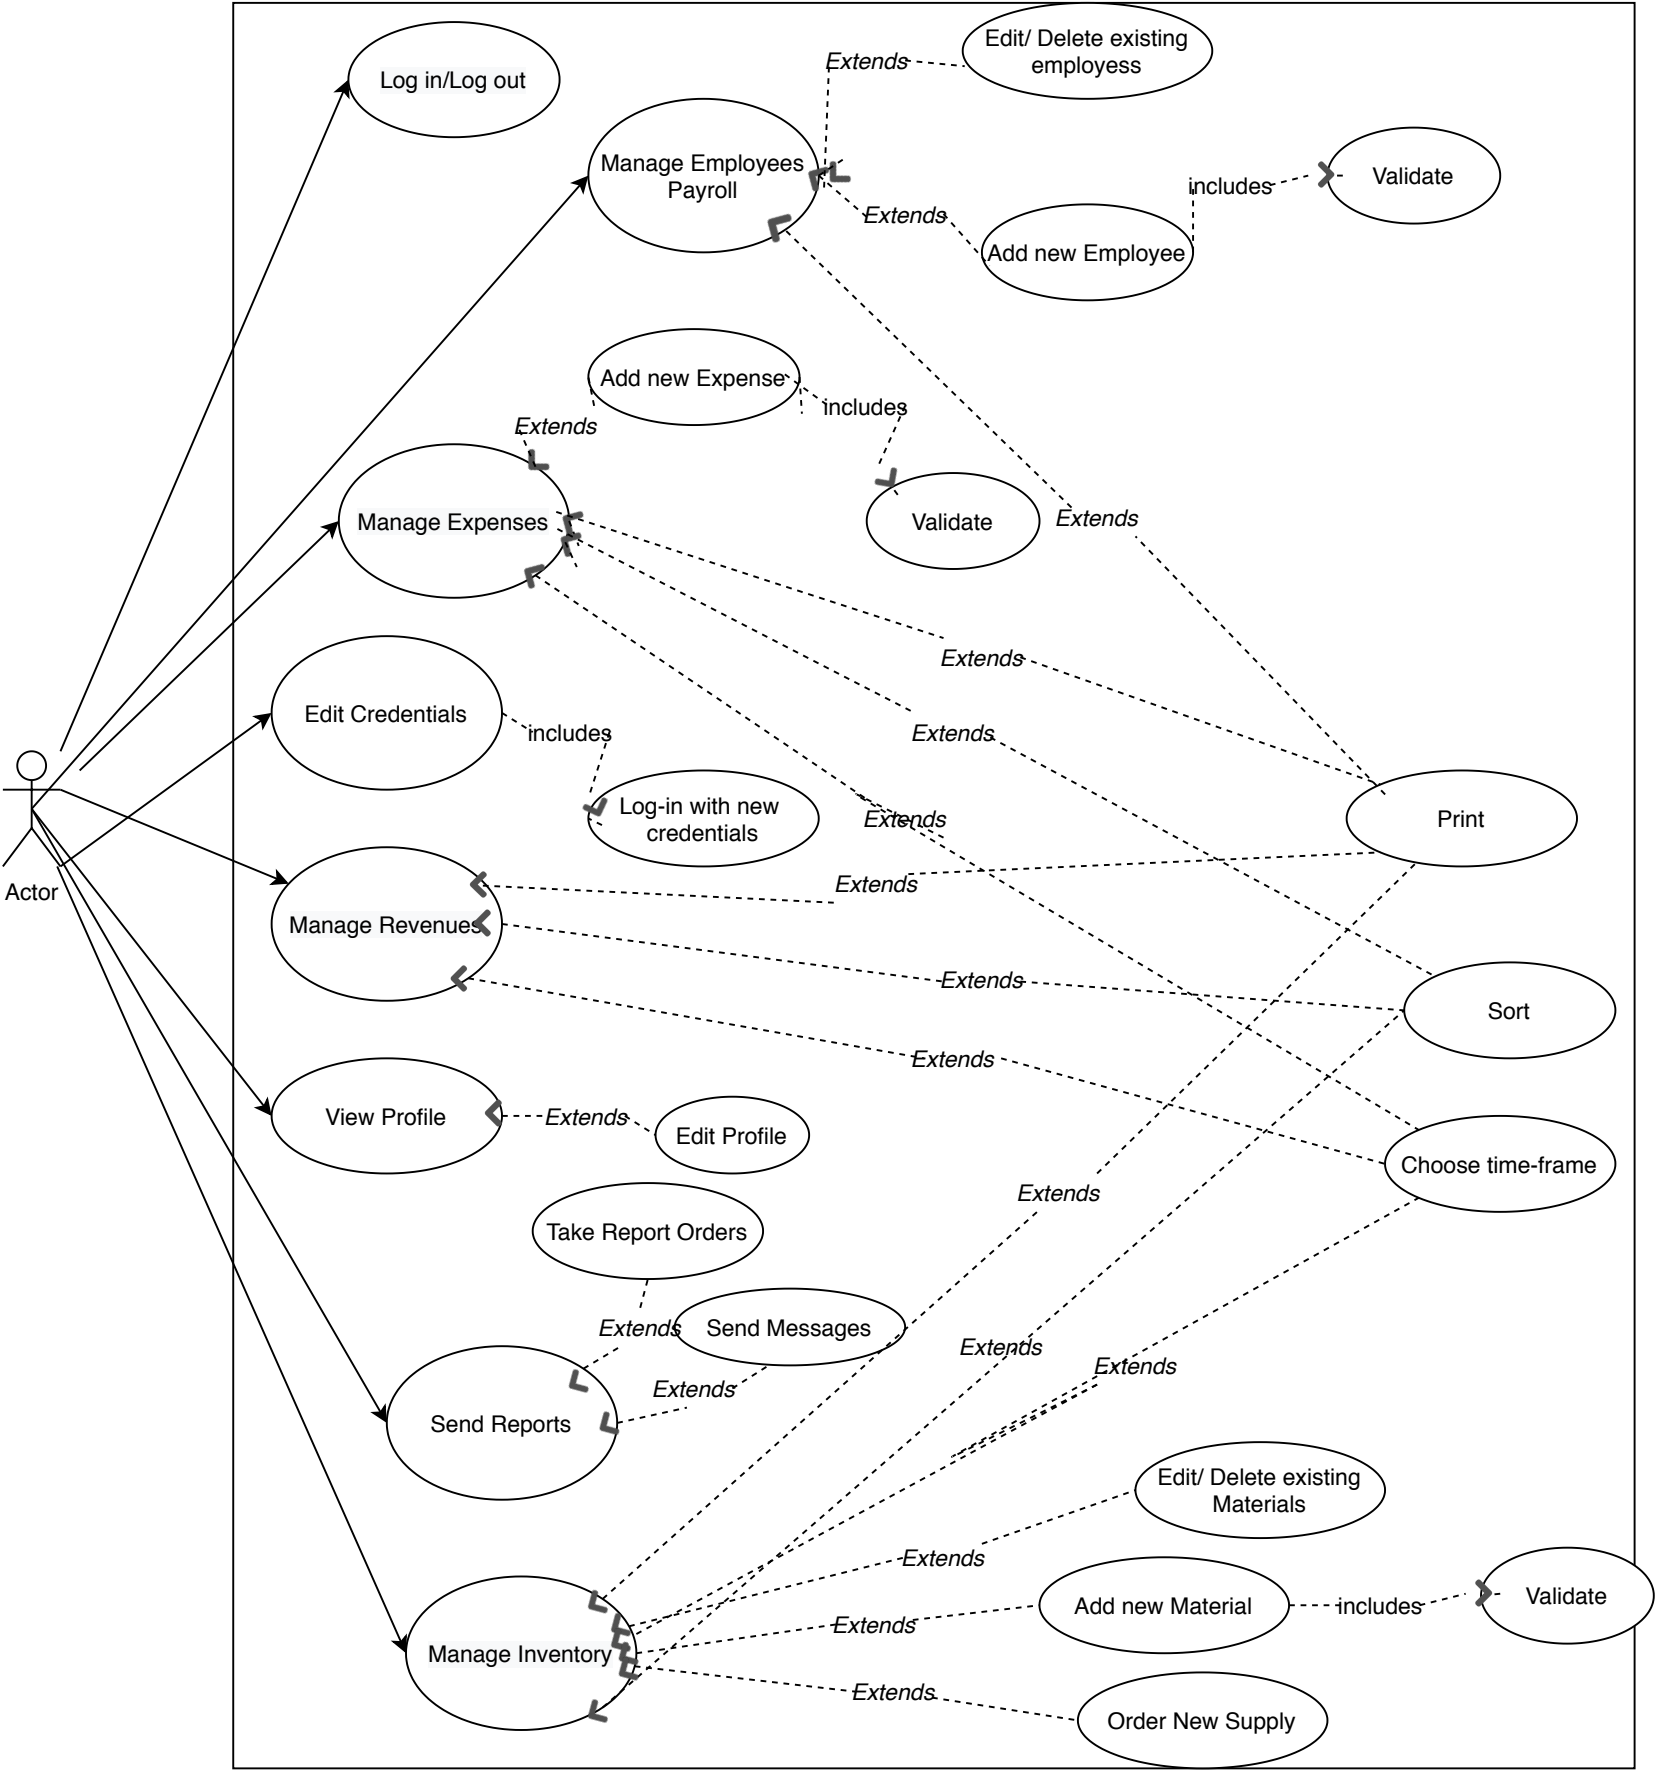 Edit/ Delete existing
employess
Extends
Log in/Log out
Manage Employees
Payroll
Validate
includes
Extends
Add new Employee
Add new Expense
includes
Extends
Manage Expenses
Validate
Extends
Extends
Edit Credentials
includes
Extends
Log-in with new
credentials
Extends
Print
Actor
Extends
Manage Revenues
Extends
Sort
Extends
View Profile
Extends
Edit Profile
Choose time-frame
Extends
Take Report Orders
Extends
Send Messages
Extends
Extends
Extends
Send Reports
Edit/ Delete existing
Materials
Extends
Add new Material
includes
Validate
Extends
Manage Inventory
Extends
Order New Supply